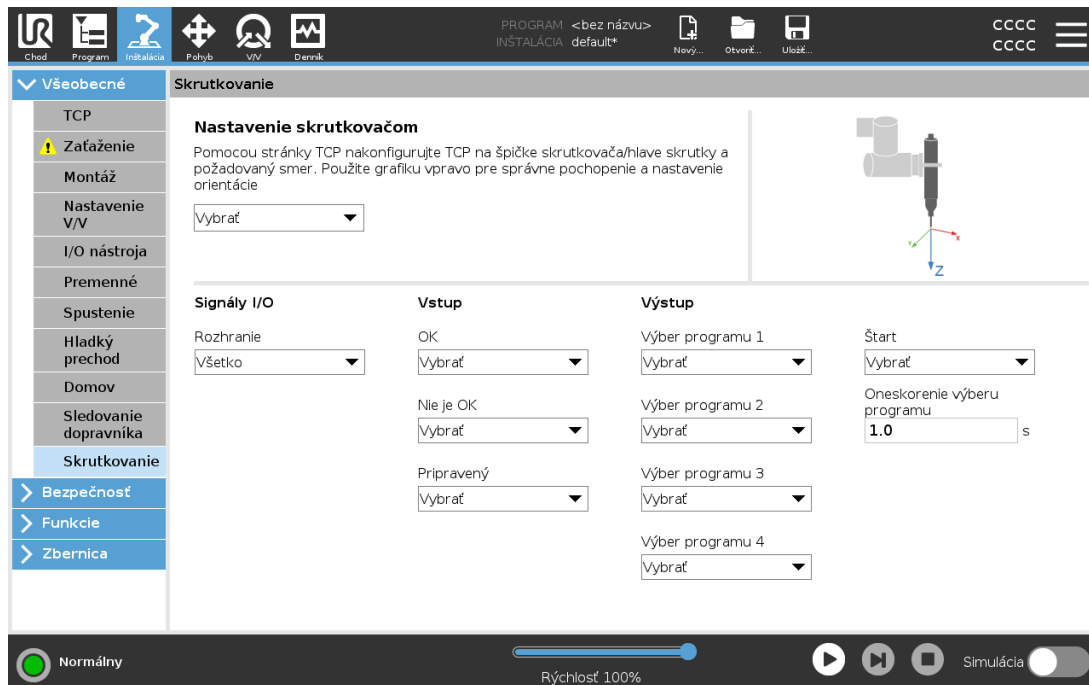 PROGRAM <bez názvu>
INŠTALÁCIA default*
CCCC
CCCC
Chod
Program
Inštalácia
Pohyb
V/V
Denník
Nový...
Otvoriť...
Uložiť...
Všeobecné
TCP
Zaťaženie
Montáž
Nastavenie
V/V
I/O nástroja
Premenné
Spustenie
Hladký
prechod
Domov
Sledovanie
dopravníka
Skrutkovanie
Bezpečnosť
Funkcie
Zbernica
Skrutkovanie
Nastavenie skrutkovačom
Pomocou stránky TCP nakonfigurujte TCP na špičke skrutkovača/hlave skrutky a
požadovaný smer. Použite grafiku vpravo pre správne pochopenie a nastavenie
orientácie
Vybrať
Y
X
Z
Signály I/O
Rozhranie
Všetko
Vstup
OK
Vybrať
Nie je OK
Vybrať
Pripravený
Vybrať
Výstup
Výber programu 1
Vybrať
Výber programu 2
Vybrať
Výber programu 3
Vybrať
Výber programu 4
Vybrať
Štart
Vybrať
Oneskorenie výberu
programu
1.0 s
Normálny
Rýchlosť 100%
Simulácia